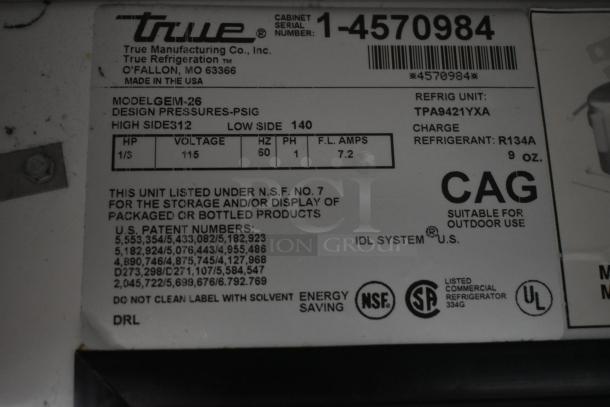 true® CABINET SERIAL NUMBER: 1-4570984
True Manufacturing Co., Inc.
True Refrigeration ™
O'FALLON, MO 63366
MADE IN THE USA
*4570984*
MODEL GEM-26
DESIGN PRESSURES-PSIG
HIGH SIDE 312 LOW SIDE 140
REFRIG UNIT:
TPA9421YXA
CHARGE
REFRIGERANT: R134A
9 OZ.
HP VOLTAGE HZ PH F.L. AMPS
1/3 115 60 1 7.2
THIS UNIT LISTED UNDER N.S.F. NO. 7
FOR THE STORAGE AND/OR DISPLAY OF
PACKAGED OR BOTTLED PRODUCTS
CAG
SUITABLE FOR
OUTDOOR USE
U.S. PATENT NUMBERS:
5,553,354/5,433,082/5,182,923
5,182,924/5,076,443/4,955,486
4,890,746/4,875,745/4,127,968
D273,298/D271,107/5,584,547
2,045,722/5,699,676/6.792.769
IDL SYSTEM® U.S.
DO NOT CLEAN LABEL WITH SOLVENT
DRL
ENERGY
SAVING
NSF®
SA®
LISTED
COMMERCIAL
REFRIGERATOR
334G
UL
M
M